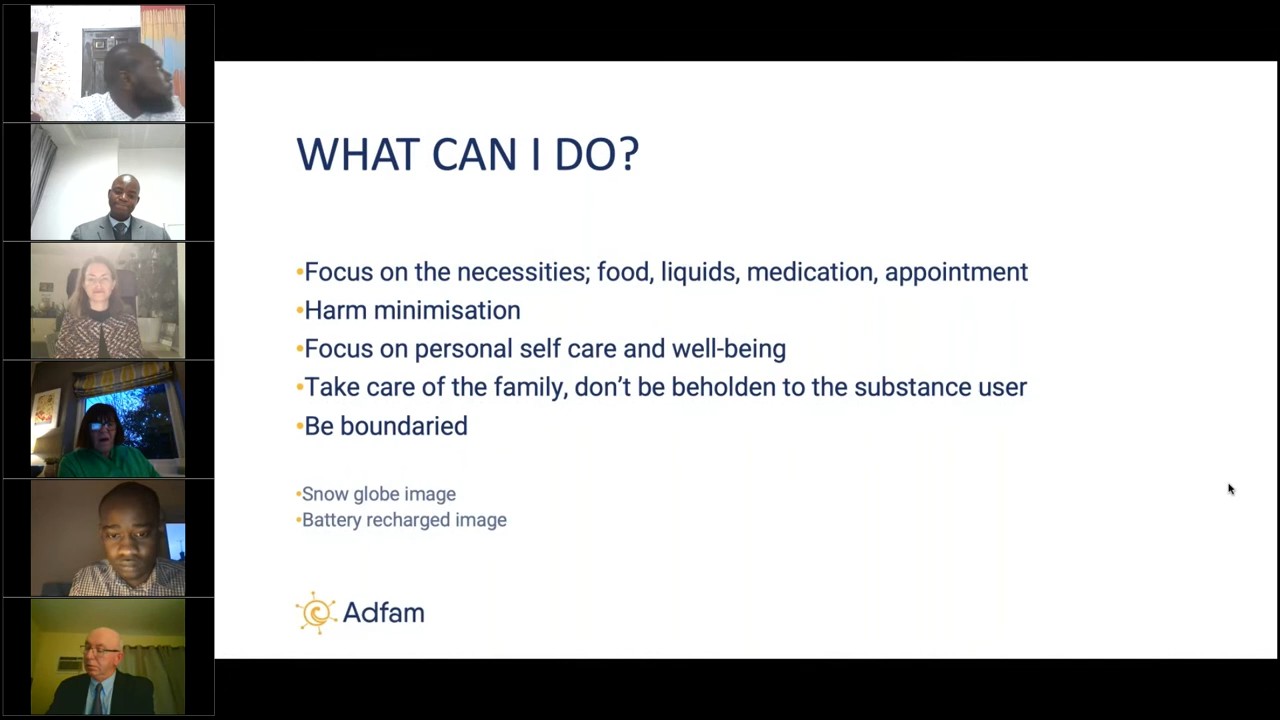 WHAT CAN I DO?
•Focus on the necessities; food, liquids, medication, appointment
•Harm minimisation
•Focus on personal self care and well-being
•Take care of the family, don’t be beholden to the substance user
•Be boundaried
•Snow globe image
•Battery recharged image
Adfam